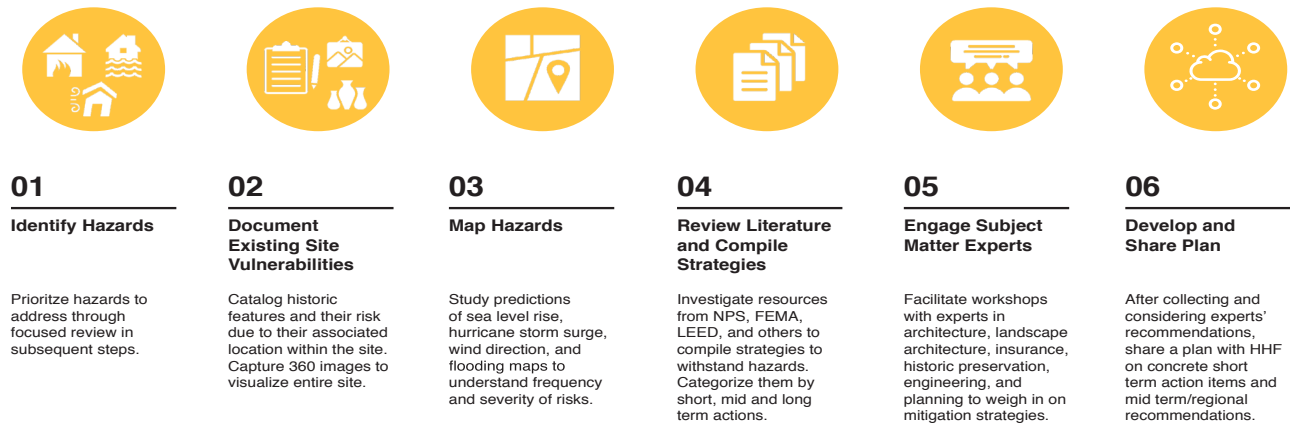 01
Identify Hazards
Prioritze hazards to
address through
focused review in
subsequent steps.
02
Document
Existing Site
Vulnerabilities
Catalog historic
features and their risk
due to their associated
location within the site.
Capture 360 images to
visualize entire site.
03
Map Hazards
Study predictions
of sea level rise,
hurricane storm surge,
wind direction, and
flooding maps to
understand frequency
and severity of risks.
04
Review Literature
and Compile
Strategies
Investigate resources
from NPS, FEMA,
LEED, and others to
compile strategies to
withstand hazards.
Categorize them by
short, mid and long
term actions.
05
Engage Subject
Matter Experts
Facilitate workshops
with experts in
architecture, landscape
architecture, insurance,
historic preservation,
engineering, and
planning to weigh in on
mitigation strategies.
06
Develop and
Share Plan
After collecting and
considering experts’
recommendations,
share a plan with HHF
on concrete short
term action items and
mid term/regional
recommendations.